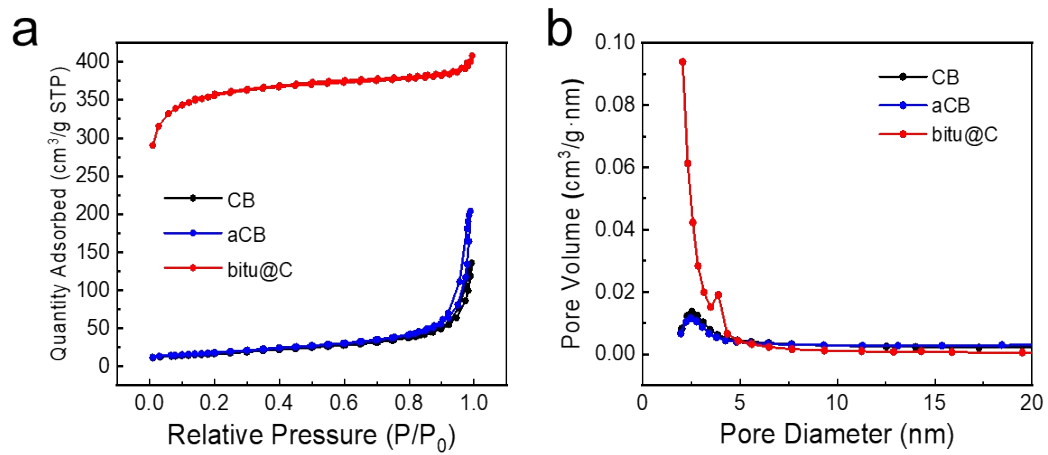 a
Quantity Adsorbed (cm³/g STP)
400
350
300
250
200
150
100
50
0
CB
aCB
bitu@C
0.0 0.2 0.4 0.6 0.8 1.0
Relative Pressure (P/P₀)
b
Pore Volume (cm³/g·nm)
0.10
0.08
0.06
0.04
0.02
0.00
CB
aCB
bitu@C
0 5 10 15 20
Pore Diameter (nm)